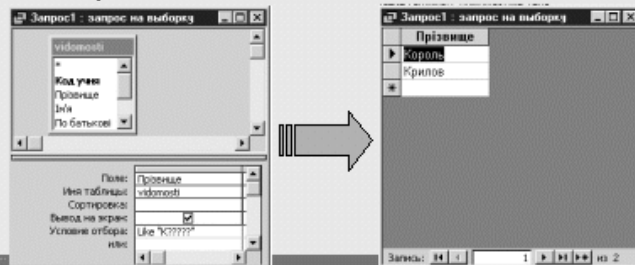 Запрос1 : запрос на выборку
vidomosti
*
Код учня
Прізвище
Ім'я
По батькові
Поле: Прізвище
Имя таблицы: vidomosti
Сортировка:
Вывод на экран:
Условие отбора: Like "К?????"
или:
Запрос1 : запрос на выборку
Прізвище
Король
Крилов
Запись: 1 из 2